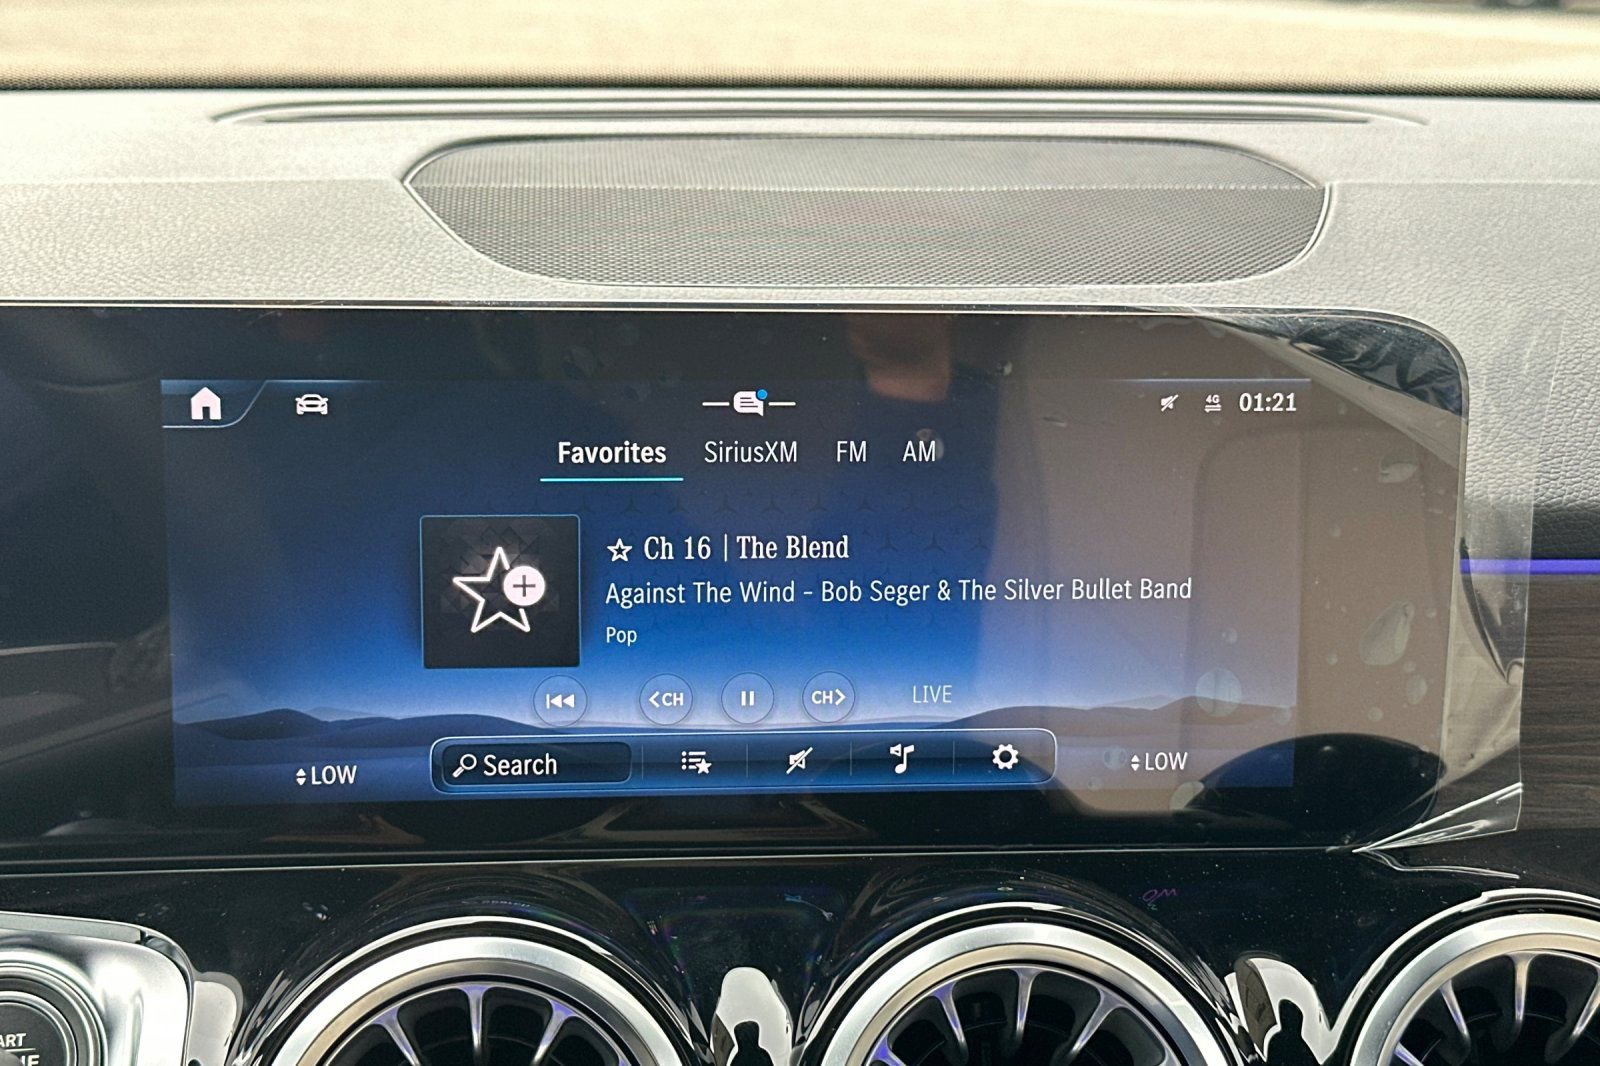 4G 01:21
Favorites SiriusXM FM AM
Ch 16 | The Blend
Against The Wind - Bob Seger & The Silver Bullet Band
Pop
<CH CH> LIVE
LOW Search LOW